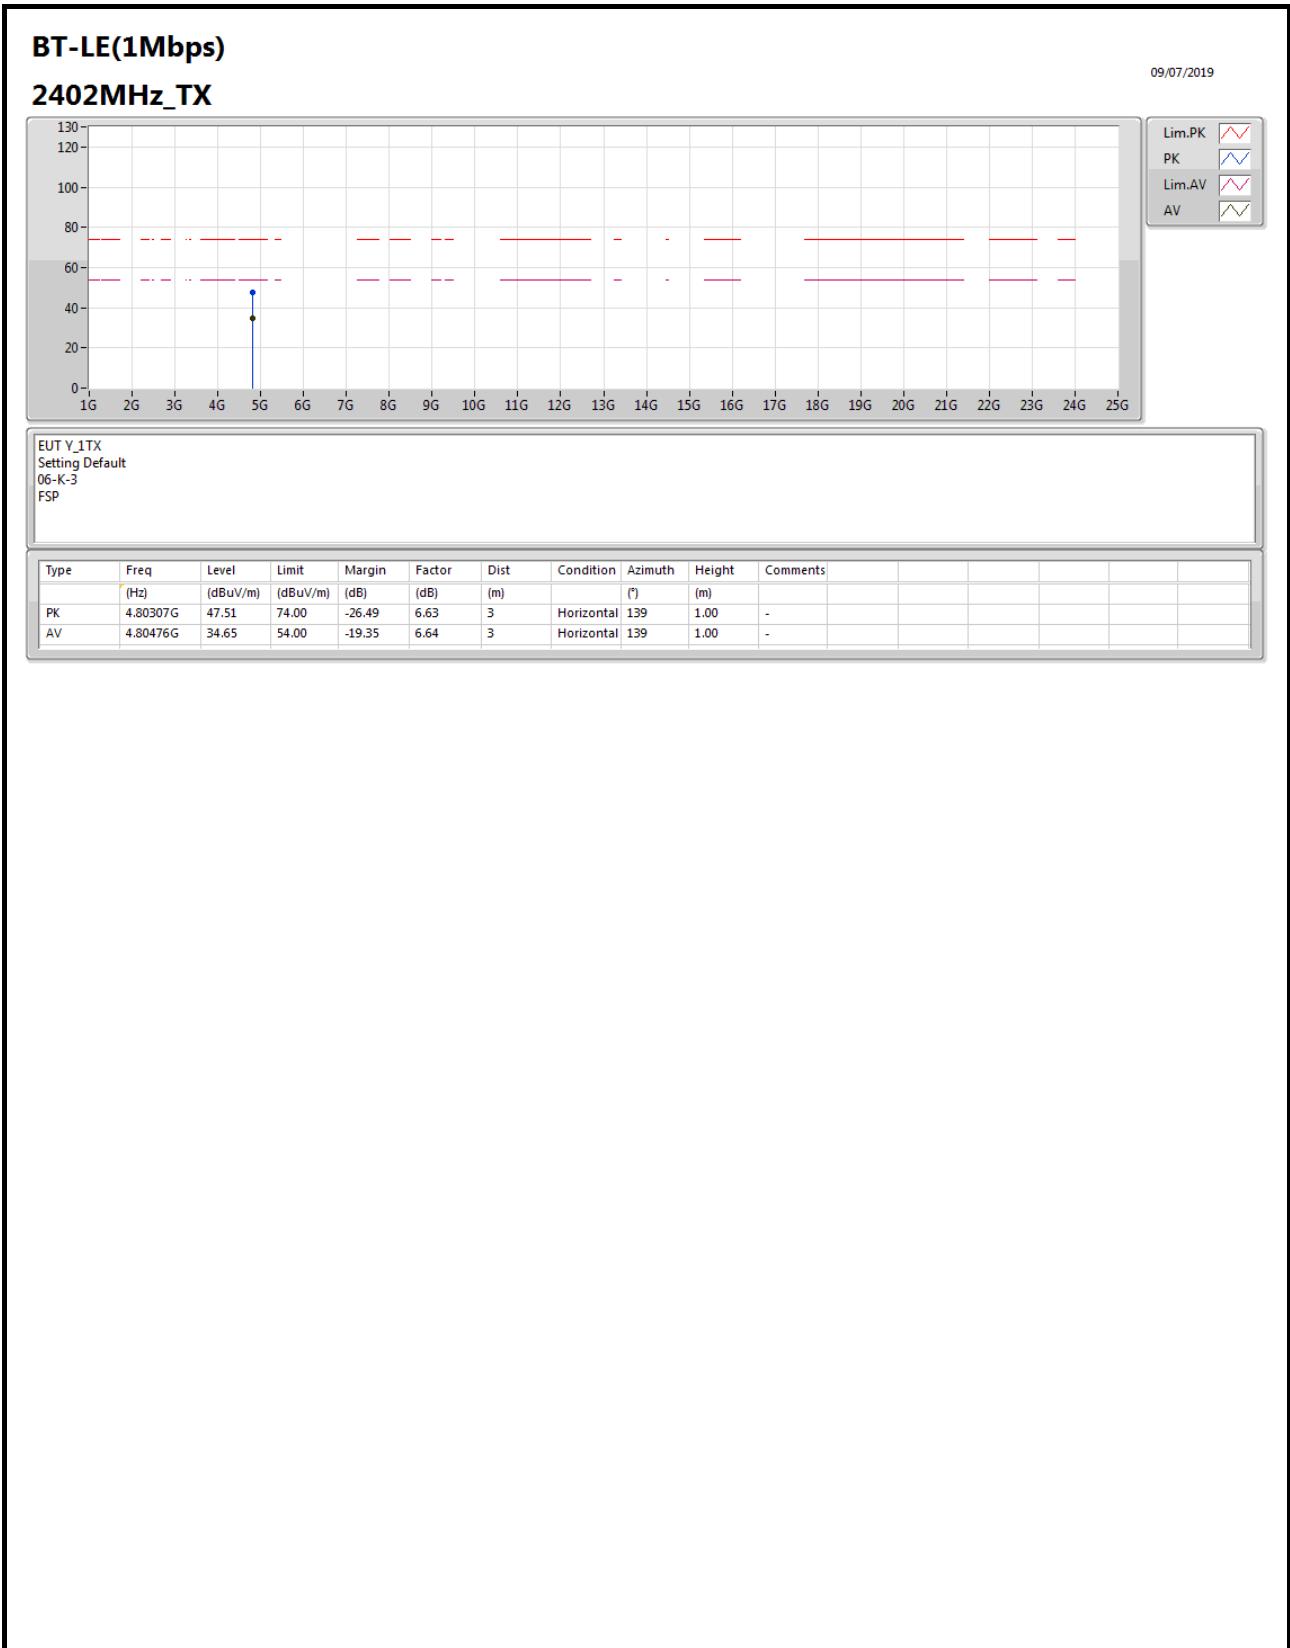 BT-LE(1Mbps)
09/07/2019
2402MHz_TX
130
120
100
80
60
40
20
0
1G 2G 3G 4G 5G 6G 7G 8G 9G 10G 11G 12G 13G 14G 15G 16G 17G 18G 19G 20G 21G 22G 23G 24G 25G
Lim.PK
PK
Lim.AV
AV
EUT Y_1TX
Setting Default
06-K-3
FSP
Type Freq Level Limit Margin Factor Dist Condition Azimuth Height Comments
(Hz) (dBuV/m) (dBuV/m) (dB) (dB) (m) (°) (m)
PK 4.80307G 47.51 74.00 -26.49 6.63 3 Horizontal 139 1.00 -
AV 4.80476G 34.65 54.00 -19.35 6.64 3 Horizontal 139 1.00 -